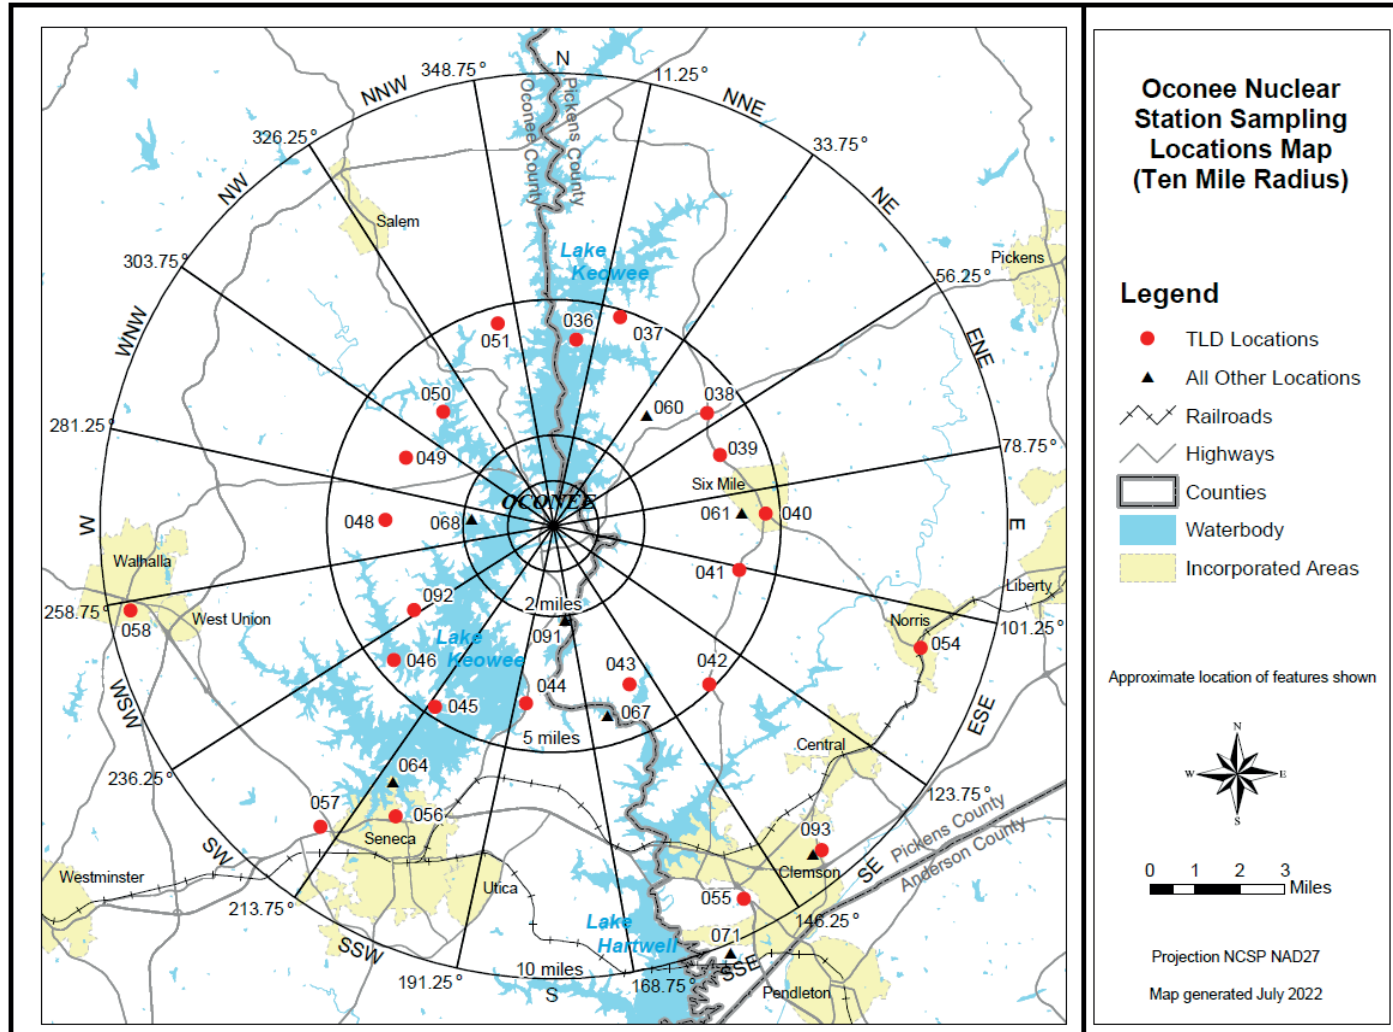 N
348.75°
11.25°
NNW
NNE
326.25°
33.75°
NW
NE
Oconee County
Pickens County
Salem
303.75°
Lake
Keowee
Pickens
56.25°
WNW
ENE
036
037
051
050
038
060
281.25°
78.75°
049
039
Six Mile
OCONEE
W
048
068
061
040
E
Walhalla
041
Liberty
258.75°
058
West Union
092
2 miles
091
101.25°
Norris
054
Lake
Keowee
046
043
042
WSW
045
044
067
ESE
5 miles
Central
236.25°
064
123.75°
057
056
Seneca
093
Pickens County
Anderson County
SW
Clemson
SE
Westminster
Utica
055
213.75°
146.25°
Lake
Hartwell
071
SSW
SSE
191.25°
10 miles
168.75°
S
Pendleton
Oconee Nuclear
Station Sampling
Locations Map
(Ten Mile Radius)
Legend
TLD Locations
All Other Locations
Railroads
Highways
Counties
Waterbody
Incorporated Areas
Approximate location of features shown
N
W E
S
0 1 2 3
Miles
Projection NCSP NAD27
Map generated July 2022